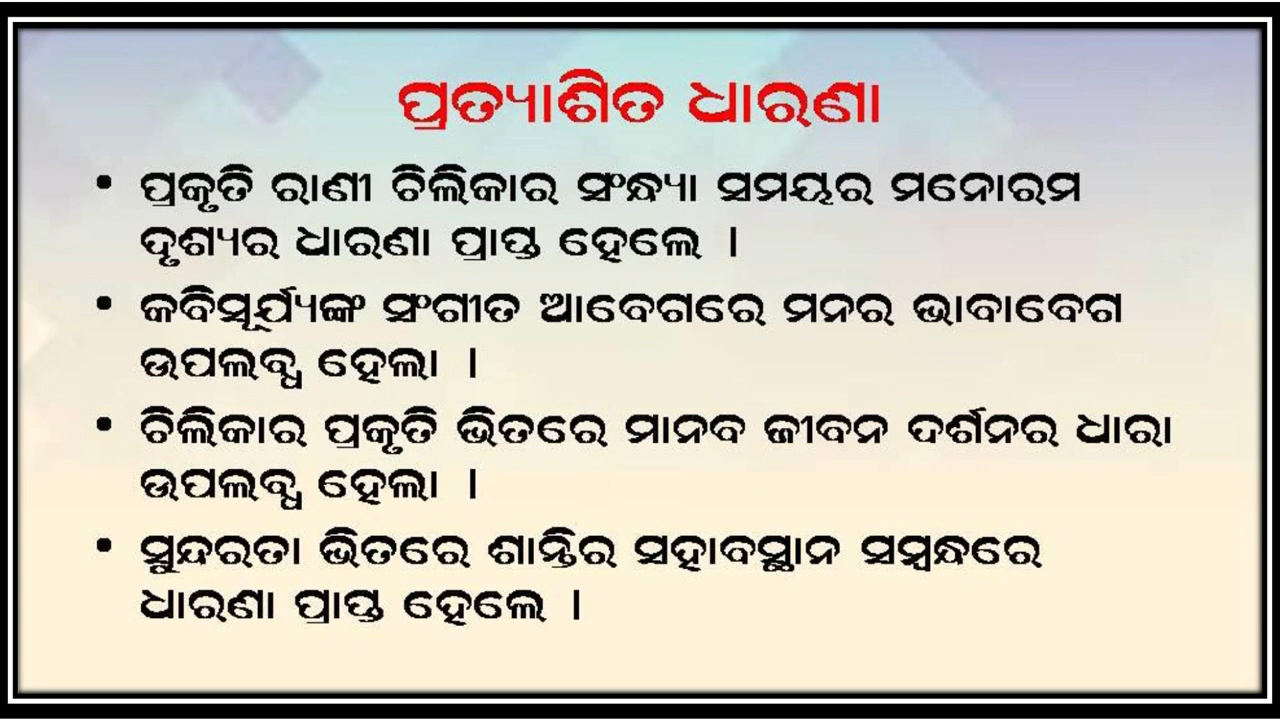 ପ୍ରତ୍ୟାଶିତ ଧାରଣା
• ପ୍ରକୃତି ରାଣୀ ଚିଲିକାର ସଂନ୍ଧ୍ୟା ସମୟର ମନୋରମ
ଦୃଶ୍ୟର ଧାରଣା ପ୍ରାପ୍ତ ହେଲେ ।
• କବିସୂର୍ଯ୍ୟଙ୍କ ସଂଗୀତ ଆବେଗରେ ମନର ଭାବାବେଗ
ଉପଲବ୍ଧ ହେଲା ।
• ଚିଲିକାର ପ୍ରକୃତି ଭିତରେ ମାନବ ଜୀବନ ଦର୍ଶନର ଧାରା
ଉପଲବ୍ଧ ହେଲା ।
• ସୁନ୍ଦରତା ଭିତରେ ଶାନ୍ତିର ସହାବସ୍ଥାନ ସମ୍ବନ୍ଧରେ
ଧାରଣା ପ୍ରାପ୍ତ ହେଲେ ।